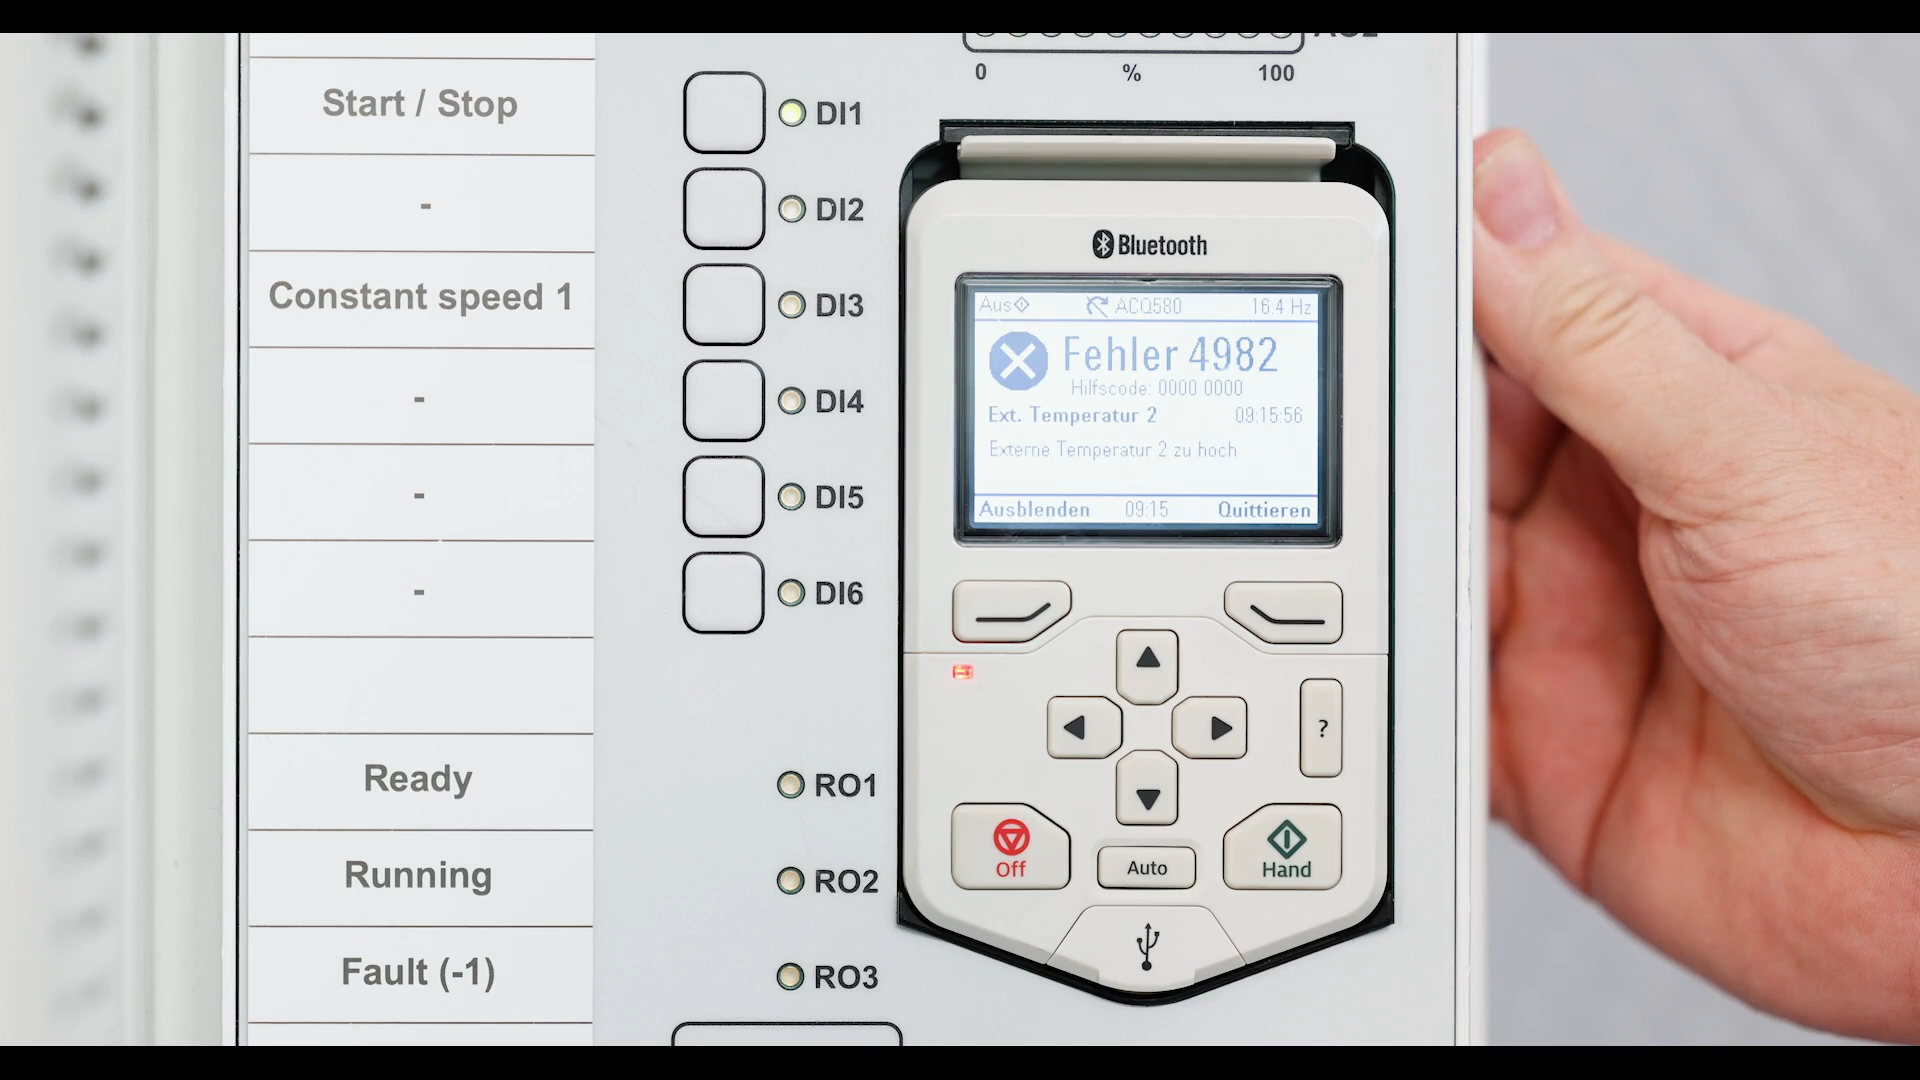 Start / Stop
-
Constant speed 1
-
-
-
Ready
Running
Fault (-1)
DI1
DI2
DI3
DI4
DI5
DI6
RO1
RO2
RO3
0 % 100
Bluetooth
Aus ACQ580 16.4 Hz
Fehler 4982
Hilfscode: 0000 0000
Ext. Temperatur 2 09:15:56
Externe Temperatur 2 zu hoch
Ausblenden 09:15 Quittieren
?
Off
Auto
Hand